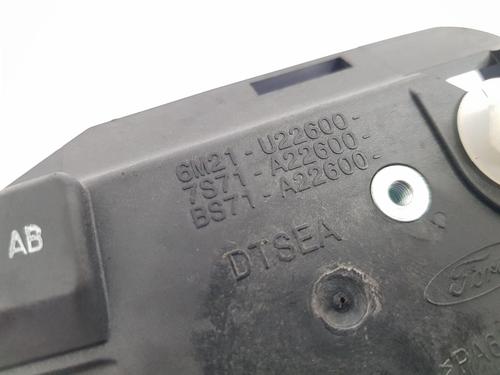 6M21-U22600-
7S71-A22600-
BS71-A22600-
DTSEA
AB
Ford